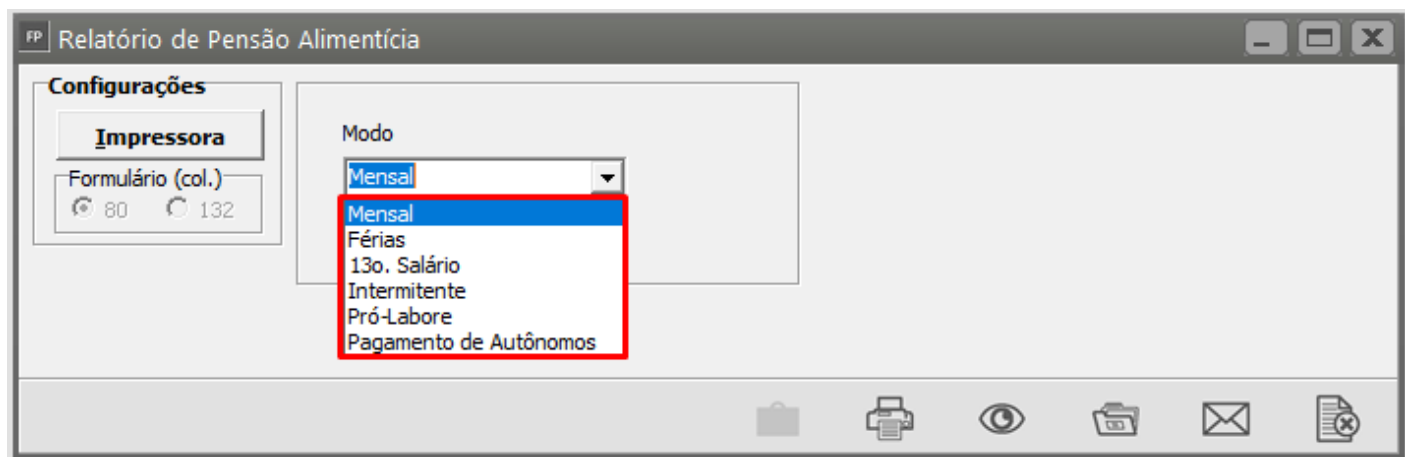 FP Relatório de Pensão Alimentícia
Configurações
Impressora
Formulário (col.)
80 132
Modo
Mensal
Mensal
Férias
13o. Salário
Intermitente
Pró-Labore
Pagamento de Autônomos